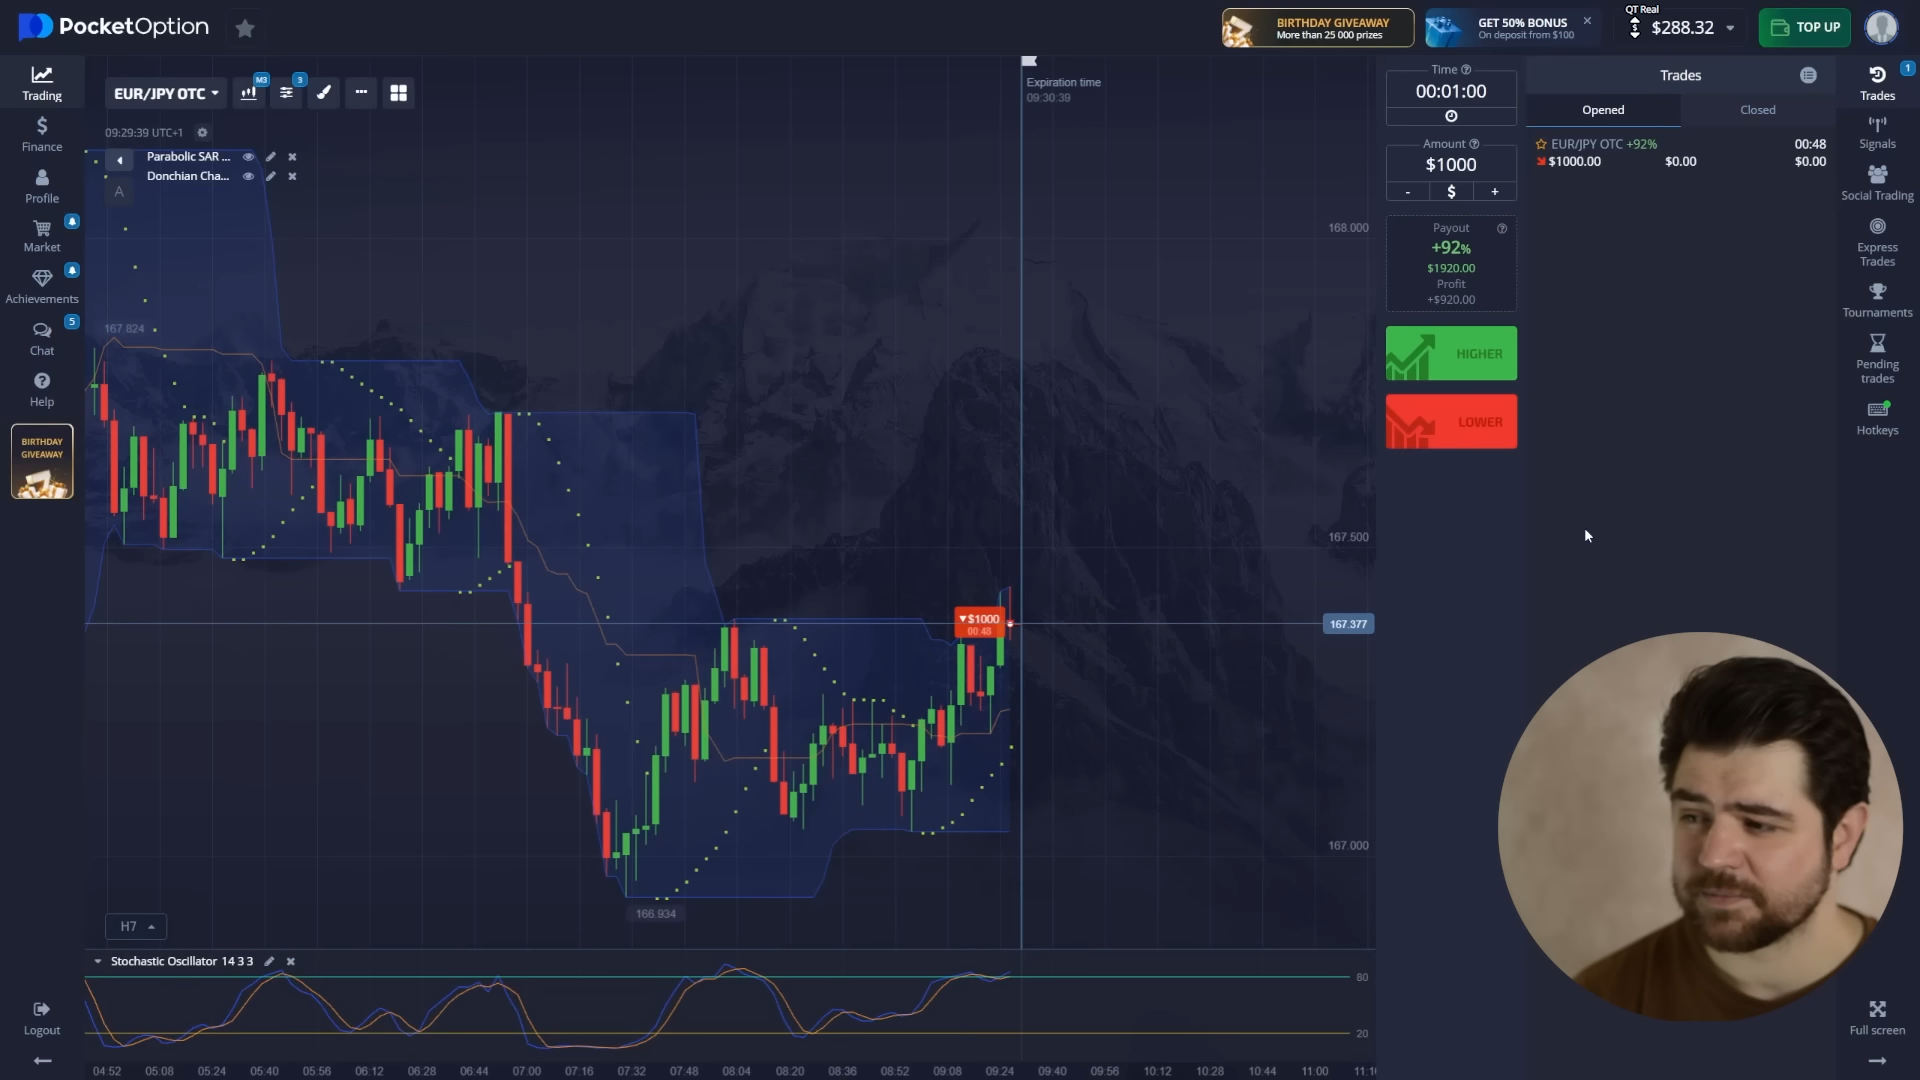 PocketOption
BIRTHDAY GIVEAWAY
More than 25 000 prizes
GET 50% BONUS
On deposit from $100
QT Real
$288.32
TOP UP
Trading
Finance
Profile
Market
Achievements
5
Chat
Help
BIRTHDAY
GIVEAWAY
Logout
EUR/JPY OTC
M3
3
09:29:39 UTC+1
Parabolic SAR ...
Donchian Cha...
A
Expiration time
09:30:39
167.824
168.000
167.500
167.377
167.000
166.934
$1000
00:48
H7
Stochastic Oscillator 14 3 3
80
20
04:52 05:08 05:24 05:40 05:56 06:12 06:28 06:44 07:00 07:16 07:32 07:48 08:04 08:20 08:36 08:52 09:08 09:24 09:40 09:56 10:12 10:28 10:44 11:00 11:1
Time
00:01:00
Amount
$1000
- $ +
Payout
+92%
$1920.00
Profit
+$920.00
HIGHER
LOWER
Trades
Opened
Closed
EUR/JPY OTC +92% 00:48
$1000.00 $0.00 $0.00
1
Trades
Signals
Social Trading
Express
Trades
Tournaments
Pending
trades
Hotkeys
Full screen